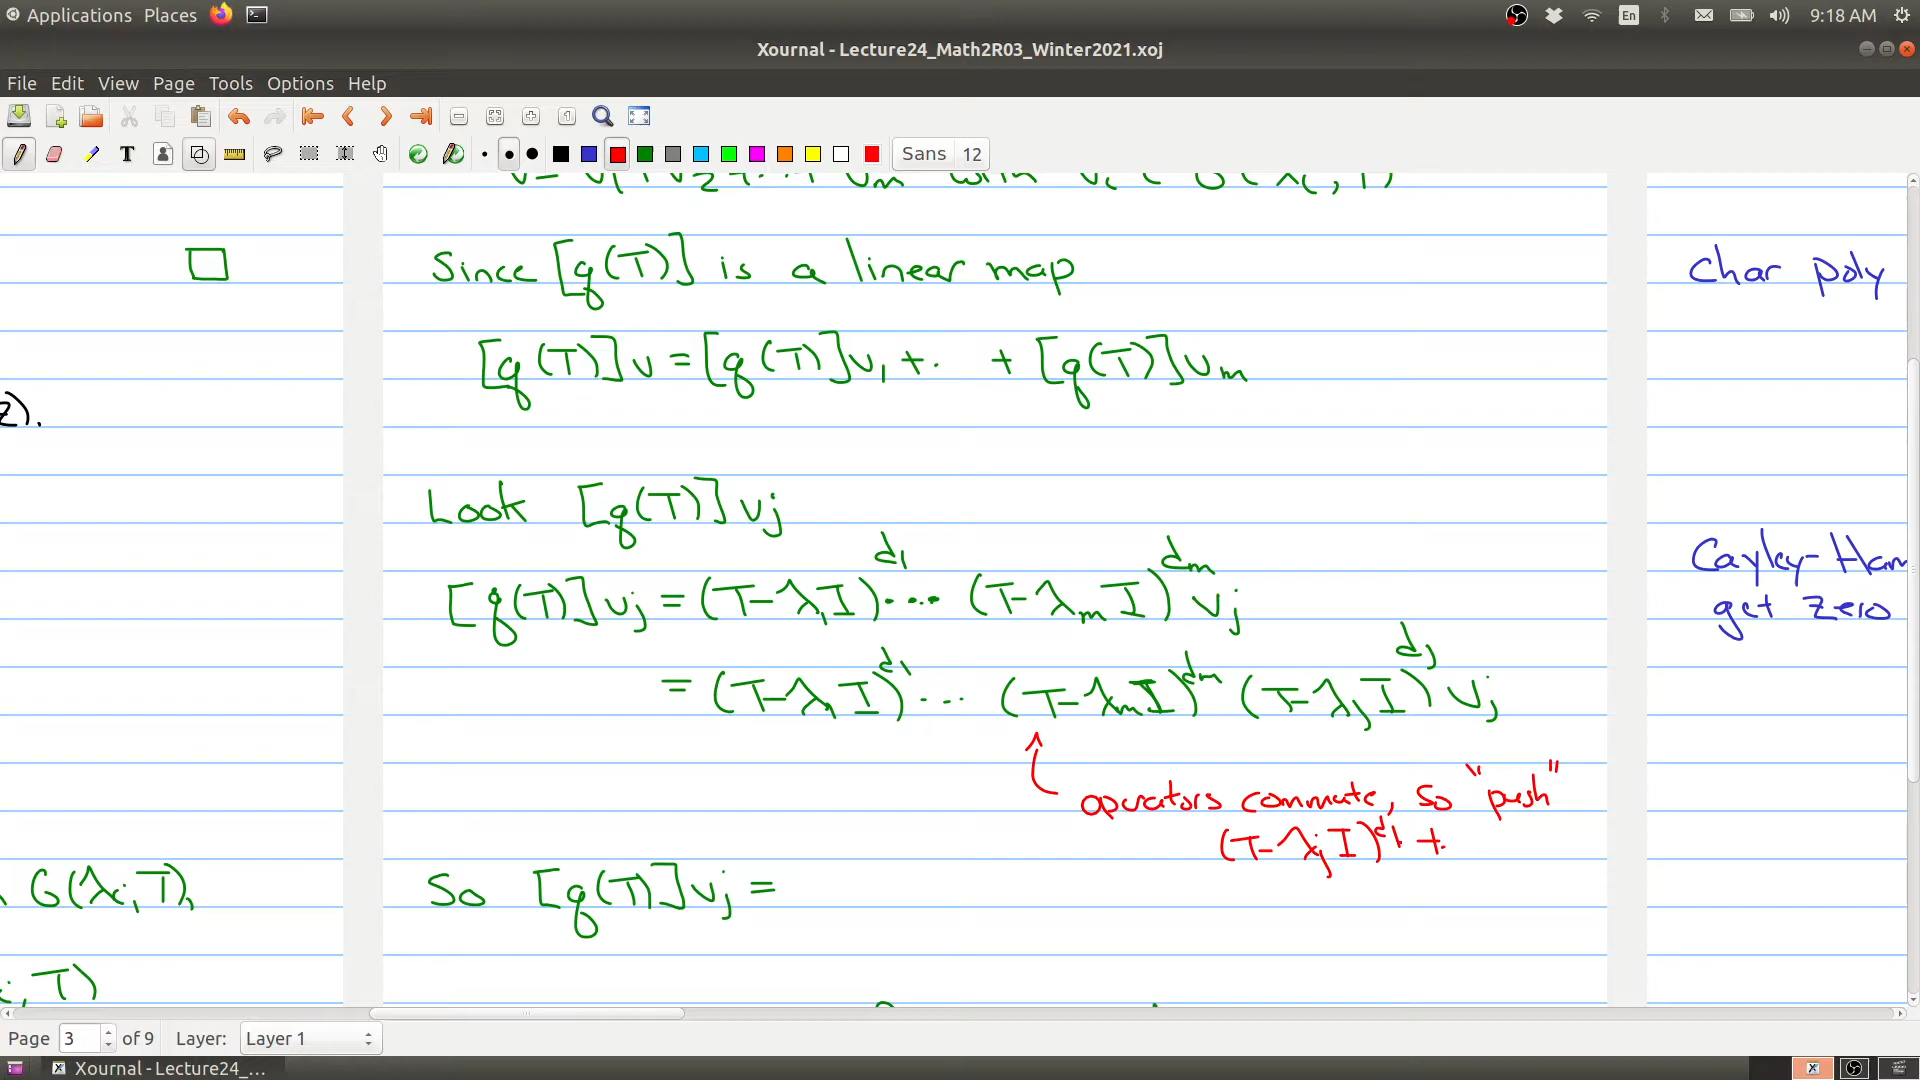 Applications Places En 9:18 AM
Xournal - Lecture24_Math2R03_Winter2021.xoj
File Edit View Page Tools Options Help
Sans 12
Since [q(T)] is a linear map
[q(T)]v = [q(T)]v₁ + ·  + [q(T)]vₘ
Look [q(T)]vⱼ
[q(T)]vⱼ = (T-λ₁I)^d₁ ··· (T-λₘI)^dₘ vⱼ
= (T-λ₁I)^d₁ ··· (T-λₘI)^dₘ (T-λⱼI)^dⱼ vⱼ
operators commute, so "push"
(T-λⱼI)
So [q(T)]vⱼ =
z).
G(λᵢ,T),
,T)
Char poly
Cayley-Ham
get zero
Page 3 of 9 Layer: Layer 1
Xournal - Lecture24_...